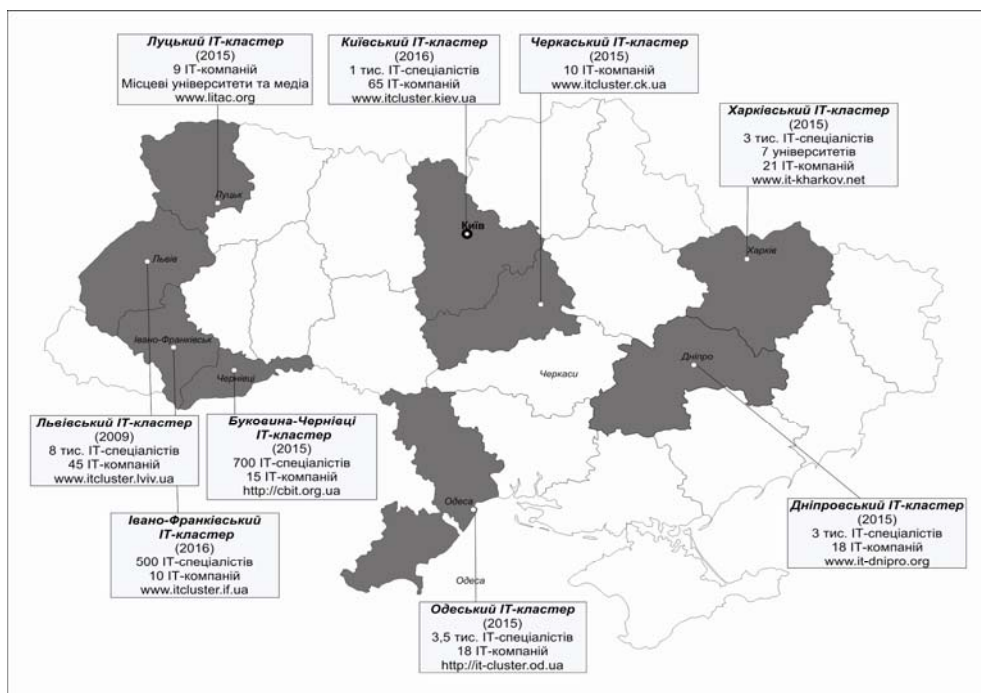 Луцький ІТ-кластер
(2015)
9 ІТ-компаній
Місцеві університети та медіа
www.litac.org
Київський ІТ-кластер
(2016)
1 тис. ІТ-спеціалістів
65 ІТ-компаній
www.itcluster.kiev.ua
Черкаський ІТ-кластер
(2015)
10 ІТ-компаній
www.itcluster.ck.ua
Харківський ІТ-кластер
(2015)
3 тис. ІТ-спеціалістів
7 університетів
21 ІТ-компаній
www.it-kharkov.net
Луцьк
Київ
Львів
Харків
Івано-Франківськ
Чернівці
Черкаси
Дніпро
Львівський ІТ-кластер
(2009)
8 тис. ІТ-спеціалістів
45 ІТ-компаній
www.itcluster.lviv.ua
Буковина-Чернівці
ІТ-кластер
(2015)
700 ІТ-спеціалістів
15 ІТ-компаній
http://cbit.org.ua
Одеса
Дніпровський ІТ-кластер
(2015)
3 тис. ІТ-спеціалістів
18 ІТ-компаній
www.it-dnipro.org
Івано-Франківський
ІТ-кластер
(2016)
500 ІТ-спеціалістів
10 ІТ-компаній
www.itcluster.if.ua
Одеса
Одеський ІТ-кластер
(2015)
3,5 тис. ІТ-спеціалістів
18 ІТ-компаній
http://it-cluster.od.ua